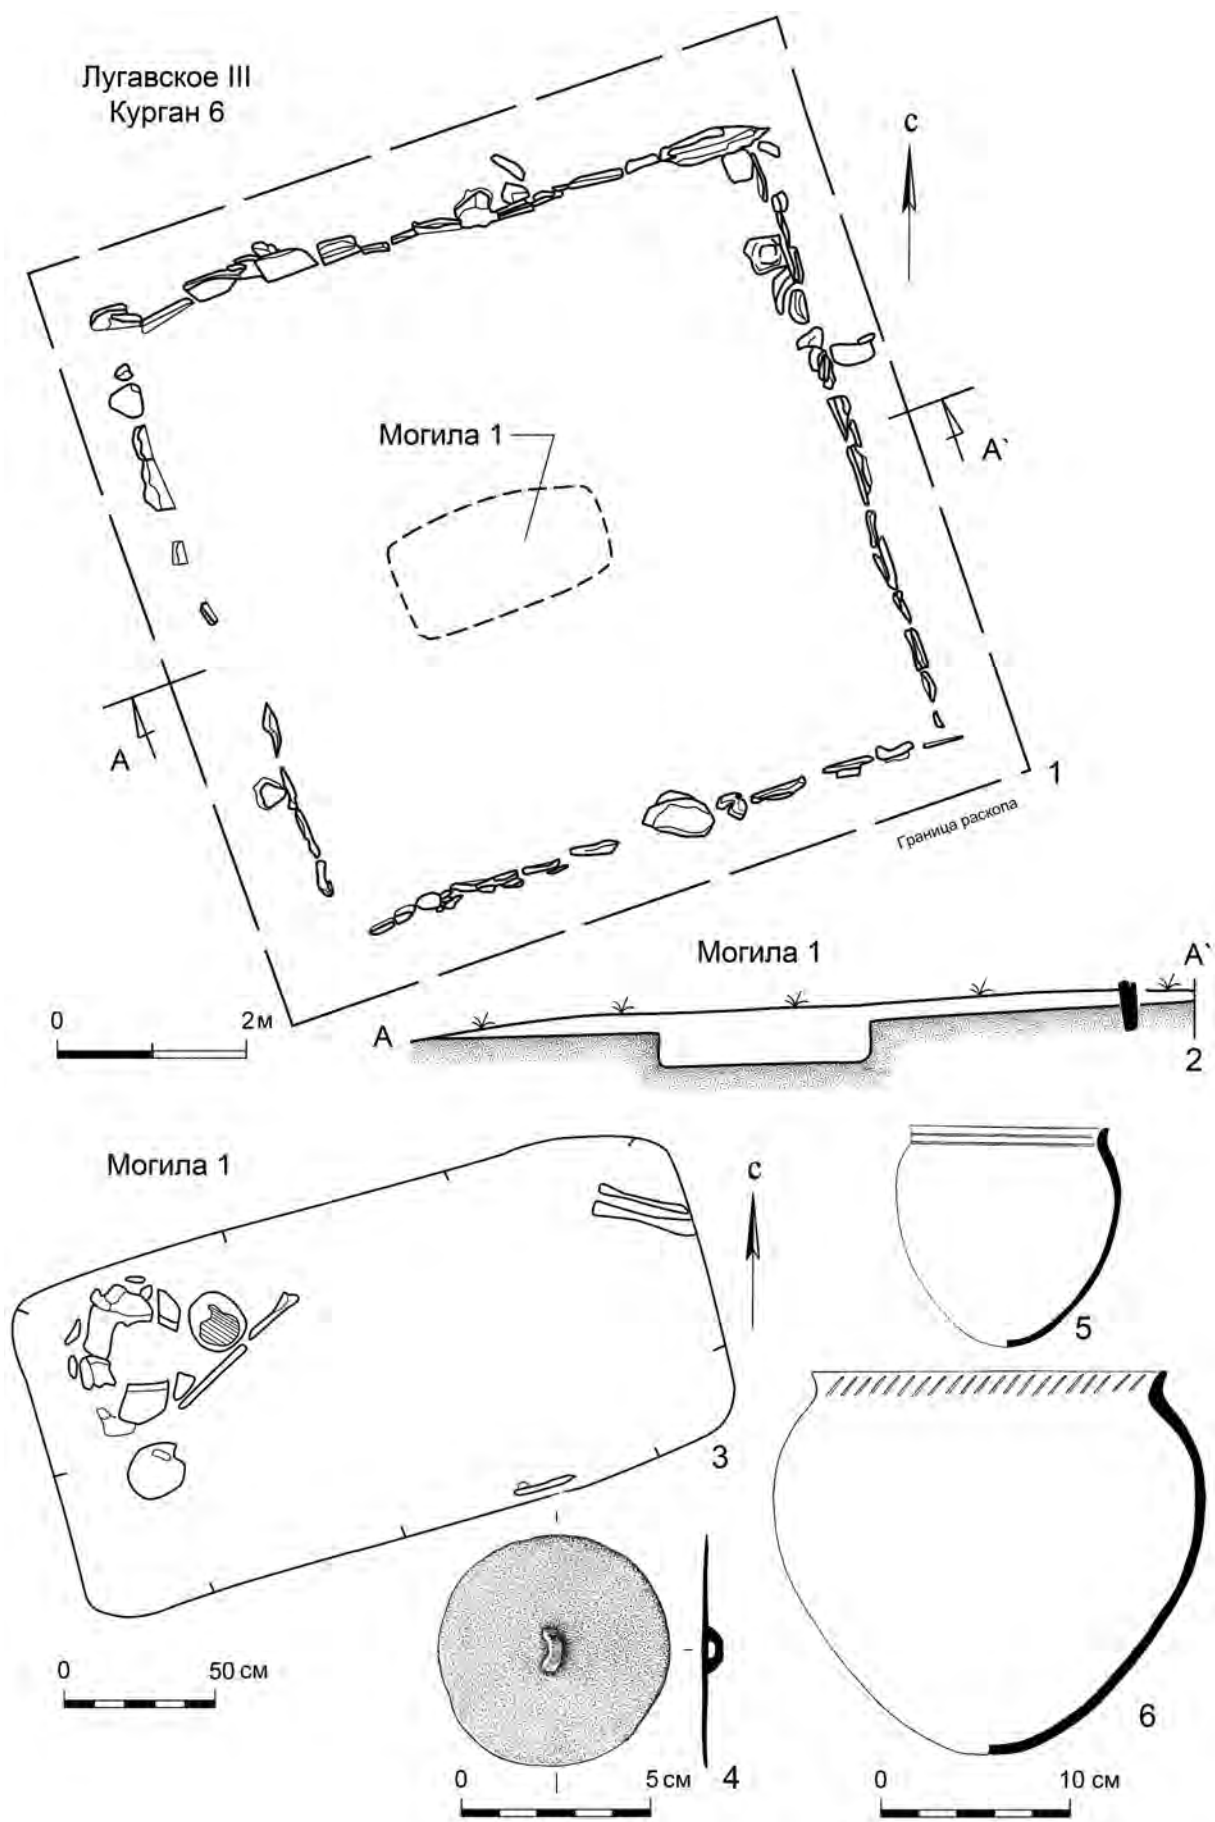 Лугавское III
Курган 6
С
Могила 1
А`
А
1
Граница раскопа
Могила 1
А`
0 2м
А
2
Могила 1
С
5
3
6
0 50 см
4
0 5 см
0 10 см